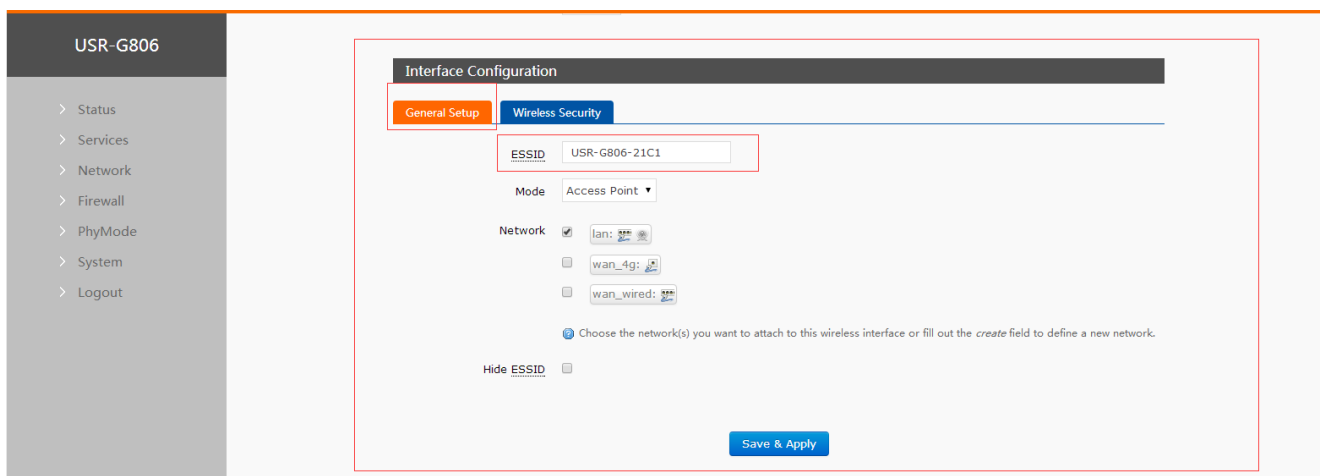 USR-G806
Status
Services
Network
Firewall
PhyMode
System
Logout
Interface Configuration
General Setup
Wireless Security
ESSID USR-G806-21C1
Mode Access Point
Network lan:
wan_4g:
wan_wired:
Choose the network(s) you want to attach to this wireless interface or fill out the create field to define a new network.
Hide ESSID
Save & Apply